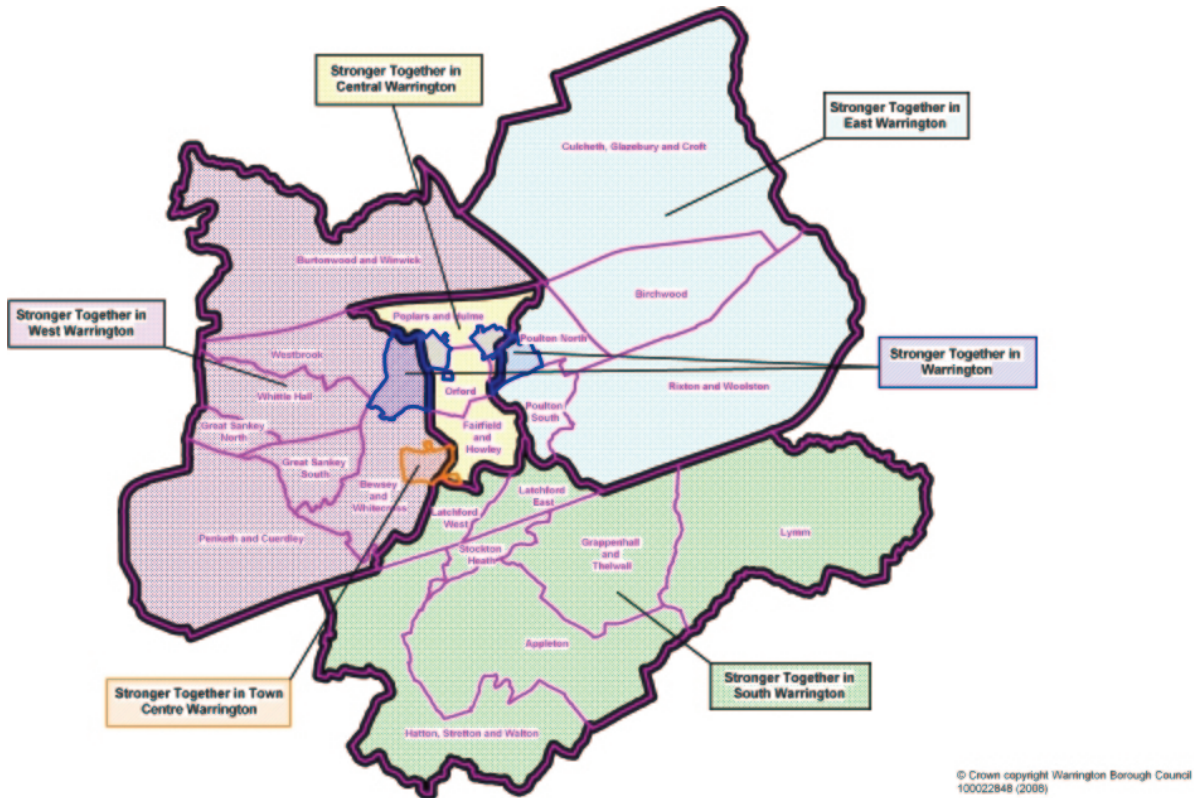 Stronger Together in
Central Warrington
Stronger Together in
East Warrington
Culcheth, Glazebury and Croft
Burtonwood and Winwick
Birchwood
Stronger Together in
West Warrington
Poplars and Hulme
Poulton North
Westbrook
Stronger Together in
Warrington
Whittle Hall
Orford
Rixton and Woolston
Poulton
South
Great Sankey
North
Fairfield
and
Howley
Great Sankey
South
Bewsey
and
Whitecross
Latchford
East
Latchford
West
Penketh and Cuerdley
Stockton
Heath
Grappenhall
and
Thelwall
Lymm
Appleton
Stronger Together in Town
Centre Warrington
Stronger Together in
South Warrington
Hatton, Stretton and Walton
© Crown copyright Warrington Borough Council
100022848 (2008)